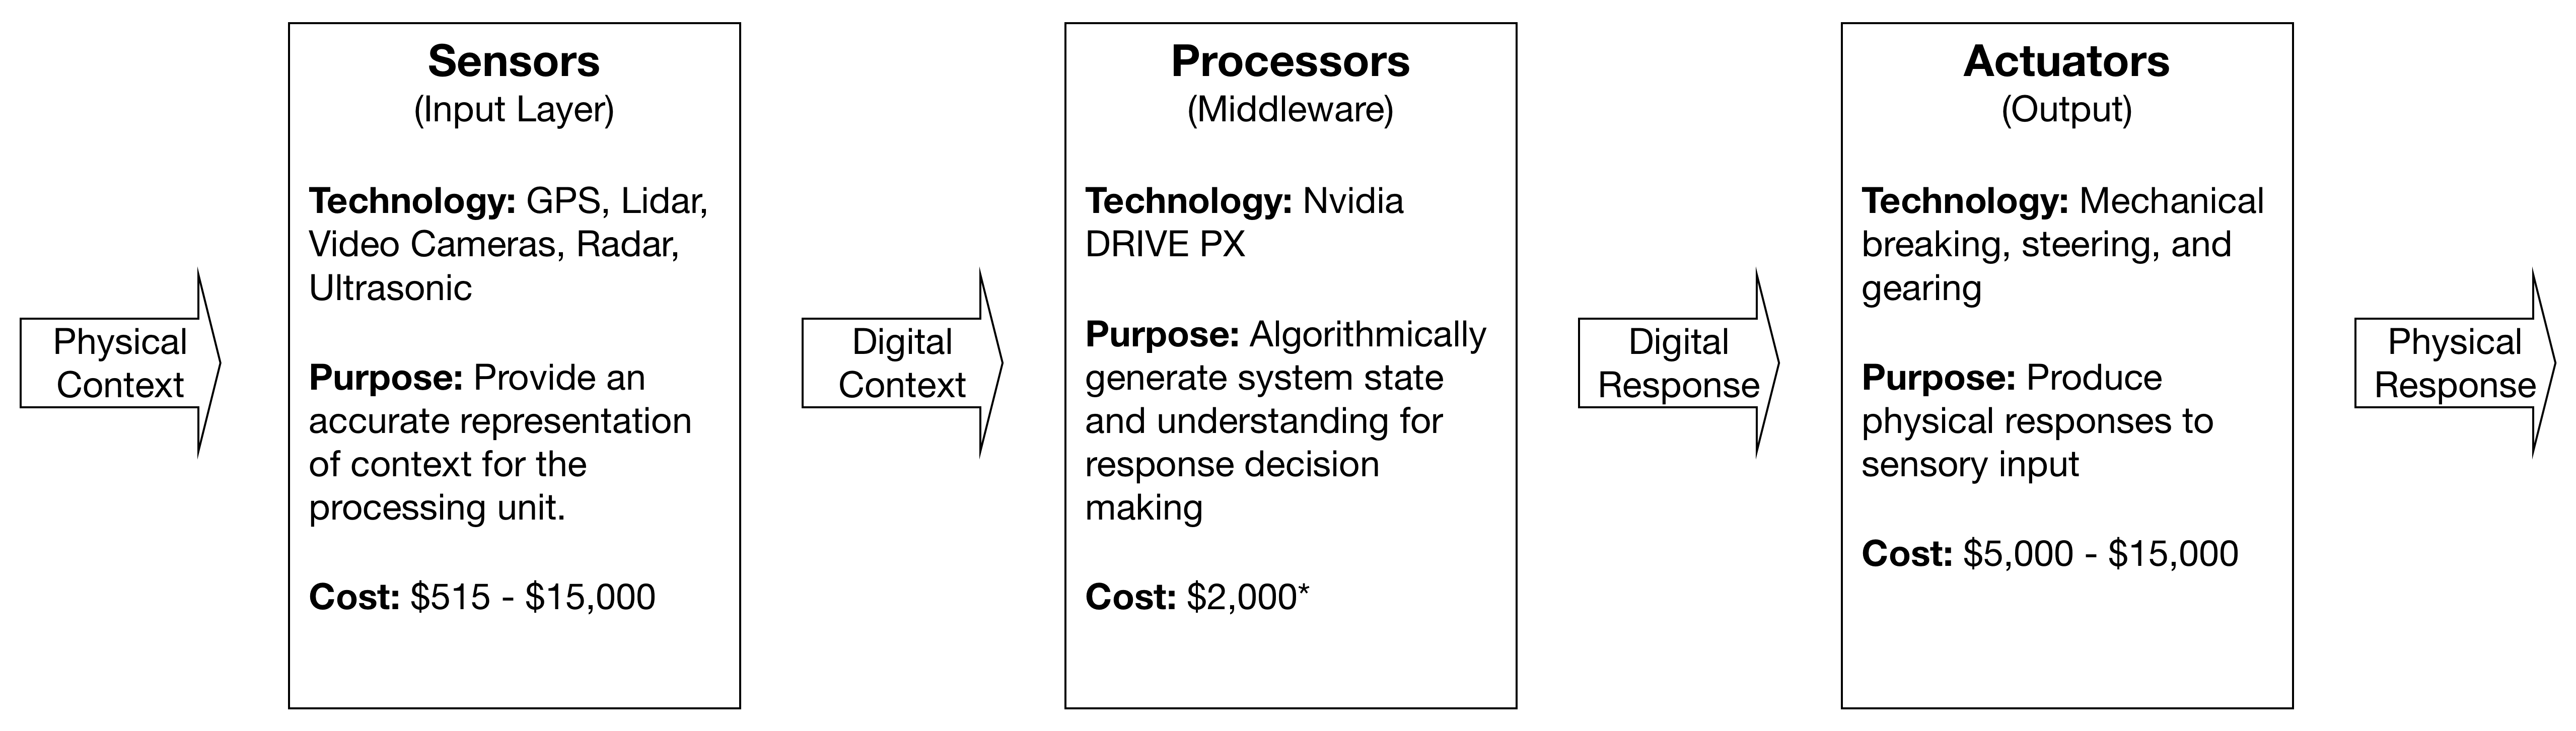 Physical
Context
Sensors
(Input Layer)
Technology: GPS, Lidar,
Video Cameras, Radar,
Ultrasonic
Purpose: Provide an
accurate representation
of context for the
processing unit.
Cost: $515 - $15,000
Digital
Context
Processors
(Middleware)
Technology: Nvidia
DRIVE PX
Purpose: Algorithmically
generate system state
and understanding for
response decision
making
Cost: $2,000*
Digital
Response
Actuators
(Output)
Technology: Mechanical
breaking, steering, and
gearing
Purpose: Produce
physical responses to
sensory input
Cost: $5,000 - $15,000
Physical
Response